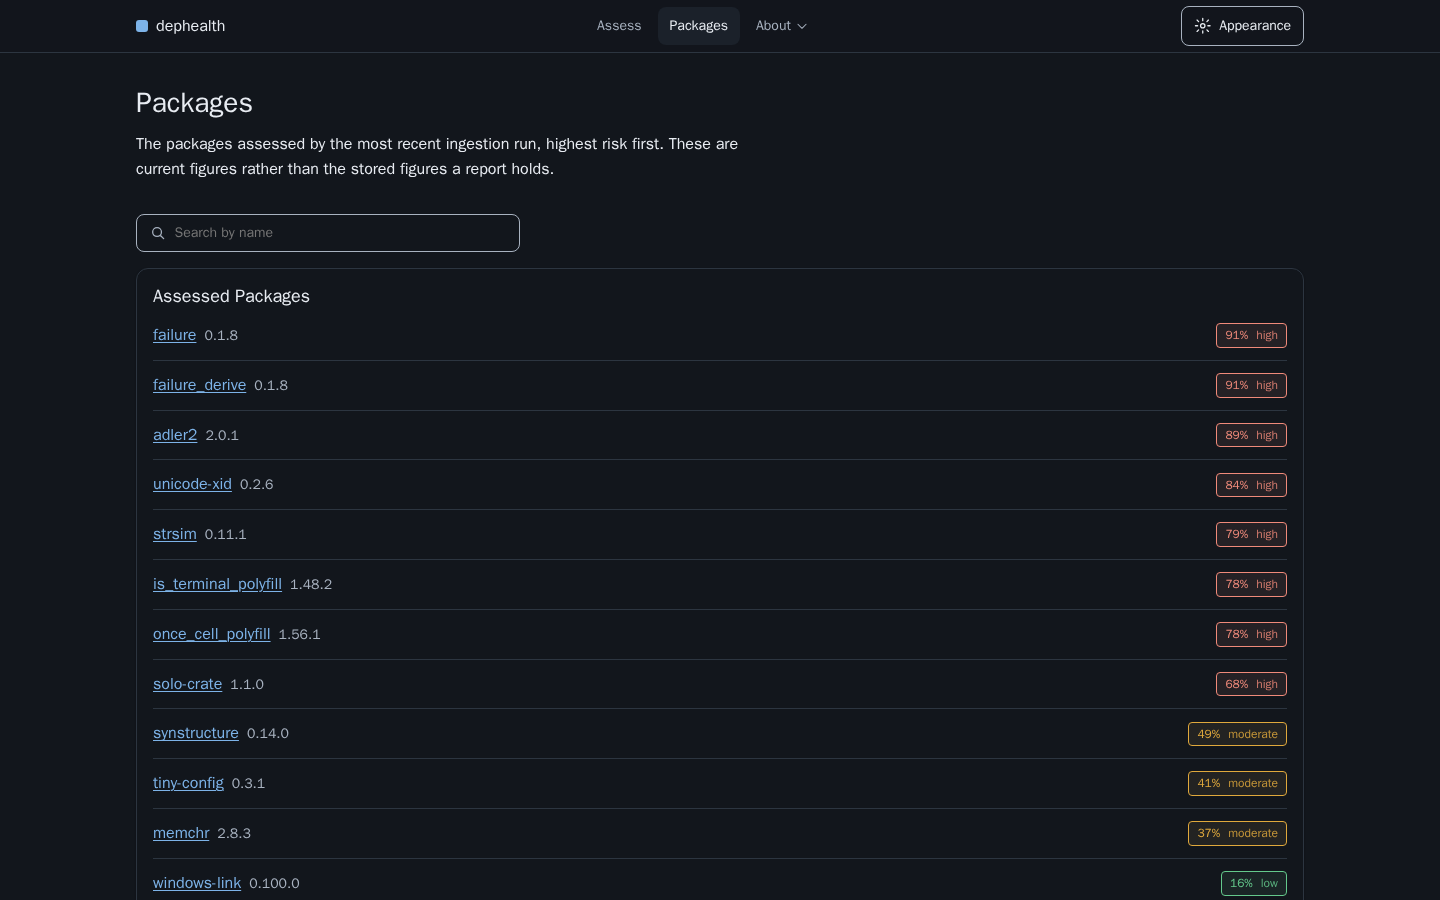 dephealth
Assess
Packages
About
Appearance
Packages
The packages assessed by the most recent ingestion run, highest risk first. These are
current figures rather than the stored figures a report holds.
Search by name
Assessed Packages
failure 0.1.8 91% high
failure_derive 0.1.8 91% high
adler2 2.0.1 89% high
unicode-xid 0.2.6 84% high
strsim 0.11.1 79% high
is_terminal_polyfill 1.48.2 78% high
once_cell_polyfill 1.56.1 78% high
solo-crate 1.1.0 68% high
synstructure 0.14.0 49% moderate
tiny-config 0.3.1 41% moderate
memchr 2.8.3 37% moderate
windows-link 0.100.0 16% low